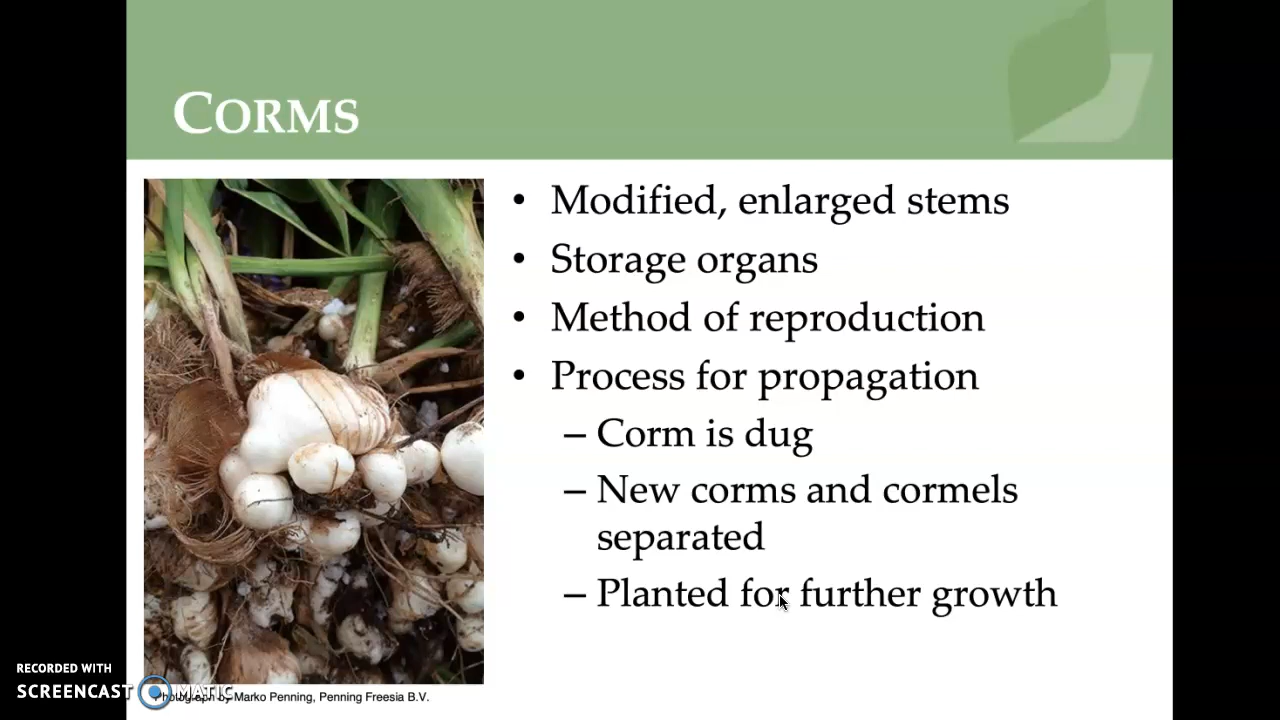 CORMS
• Modified, enlarged stems
• Storage organs
• Method of reproduction
• Process for propagation
– Corm is dug
– New corms and cormels
separated
– Planted for further growth
RECORDED WITH
SCREENCAST MATIC
Photograph by Marko Penning, Penning Freesia B.V.